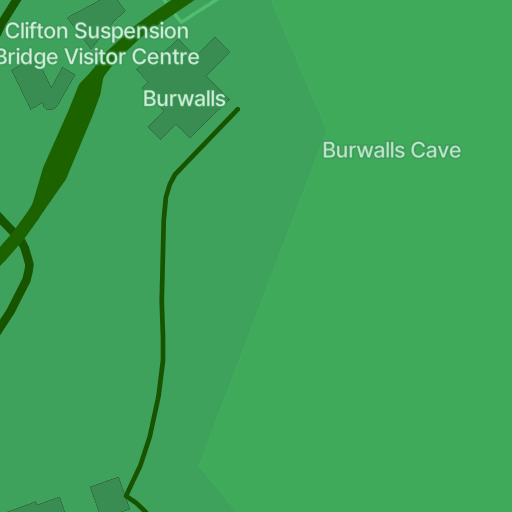 Clifton Suspension
Bridge Visitor Centre
Burwalls
Burwalls Cave